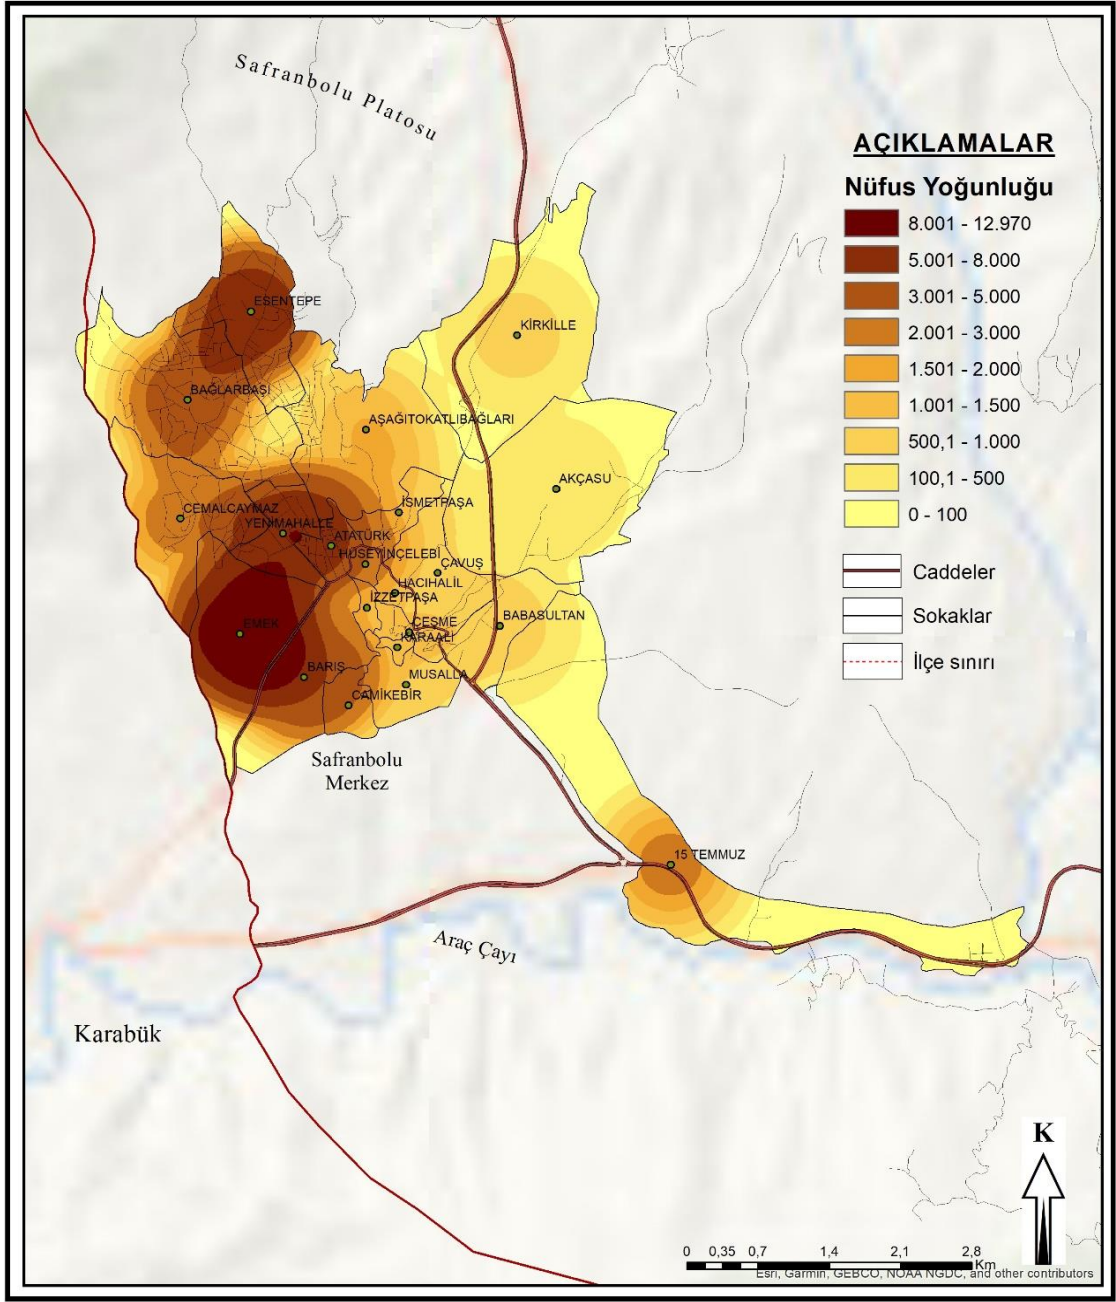 Safranbolu Platosu
AÇIKLAMALAR
Nüfus Yoğunluğu
8.001 - 12.970
5.001 - 8.000
3.001 - 5.000
2.001 - 3.000
1.501 - 2.000
1.001 - 1.500
500,1 - 1.000
100,1 - 500
0 - 100
Caddeler
Sokaklar
İlçe sınırı
ESENTEPE
KİRKİLLE
BAĞLARBAŞI
AŞAĞITOKATLIBAĞLARI
AKÇASU
CEMALCAYMAZ
İSMETPAŞA
YENİMAHALLE
ATATÜRK
HÜSEYİNÇELEBİ
ÇAVUŞ
HACIHALİL
İZZETPAŞA
BABASULTAN
EMEK
ÇEŞME
KARAALİ
BARIŞ
MUSALLA
CAMİKEBİR
Safranbolu
Merkez
15 TEMMUZ
Araç Çayı
Karabük
K
0 0,35 0,7 1,4 2,1 2,8
Km
Esri, Garmin, GEBCO, NOAA NGDC, and other contributors